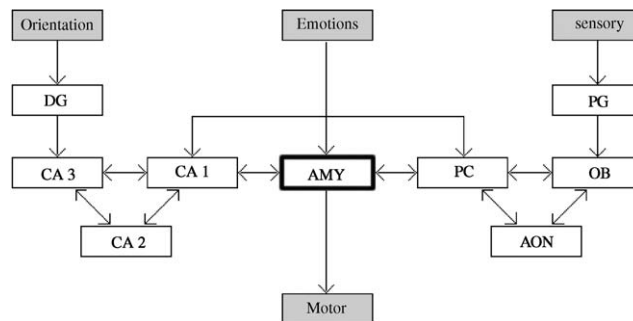 Orientation
Emotions
sensory
DG
PG
CA 3
CA 1
AMY
PC
OB
CA 2
AON
Motor